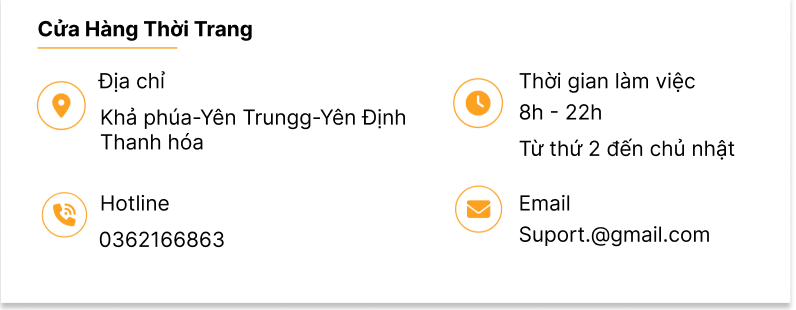 Cửa Hàng Thời Trang
Địa chỉ
Khả phúa-Yên Trungg-Yên Định
Thanh hóa
Thời gian làm việc
8h - 22h
Từ thứ 2 đến chủ nhật
Hotline
0362166863
Email
Suport.@gmail.com